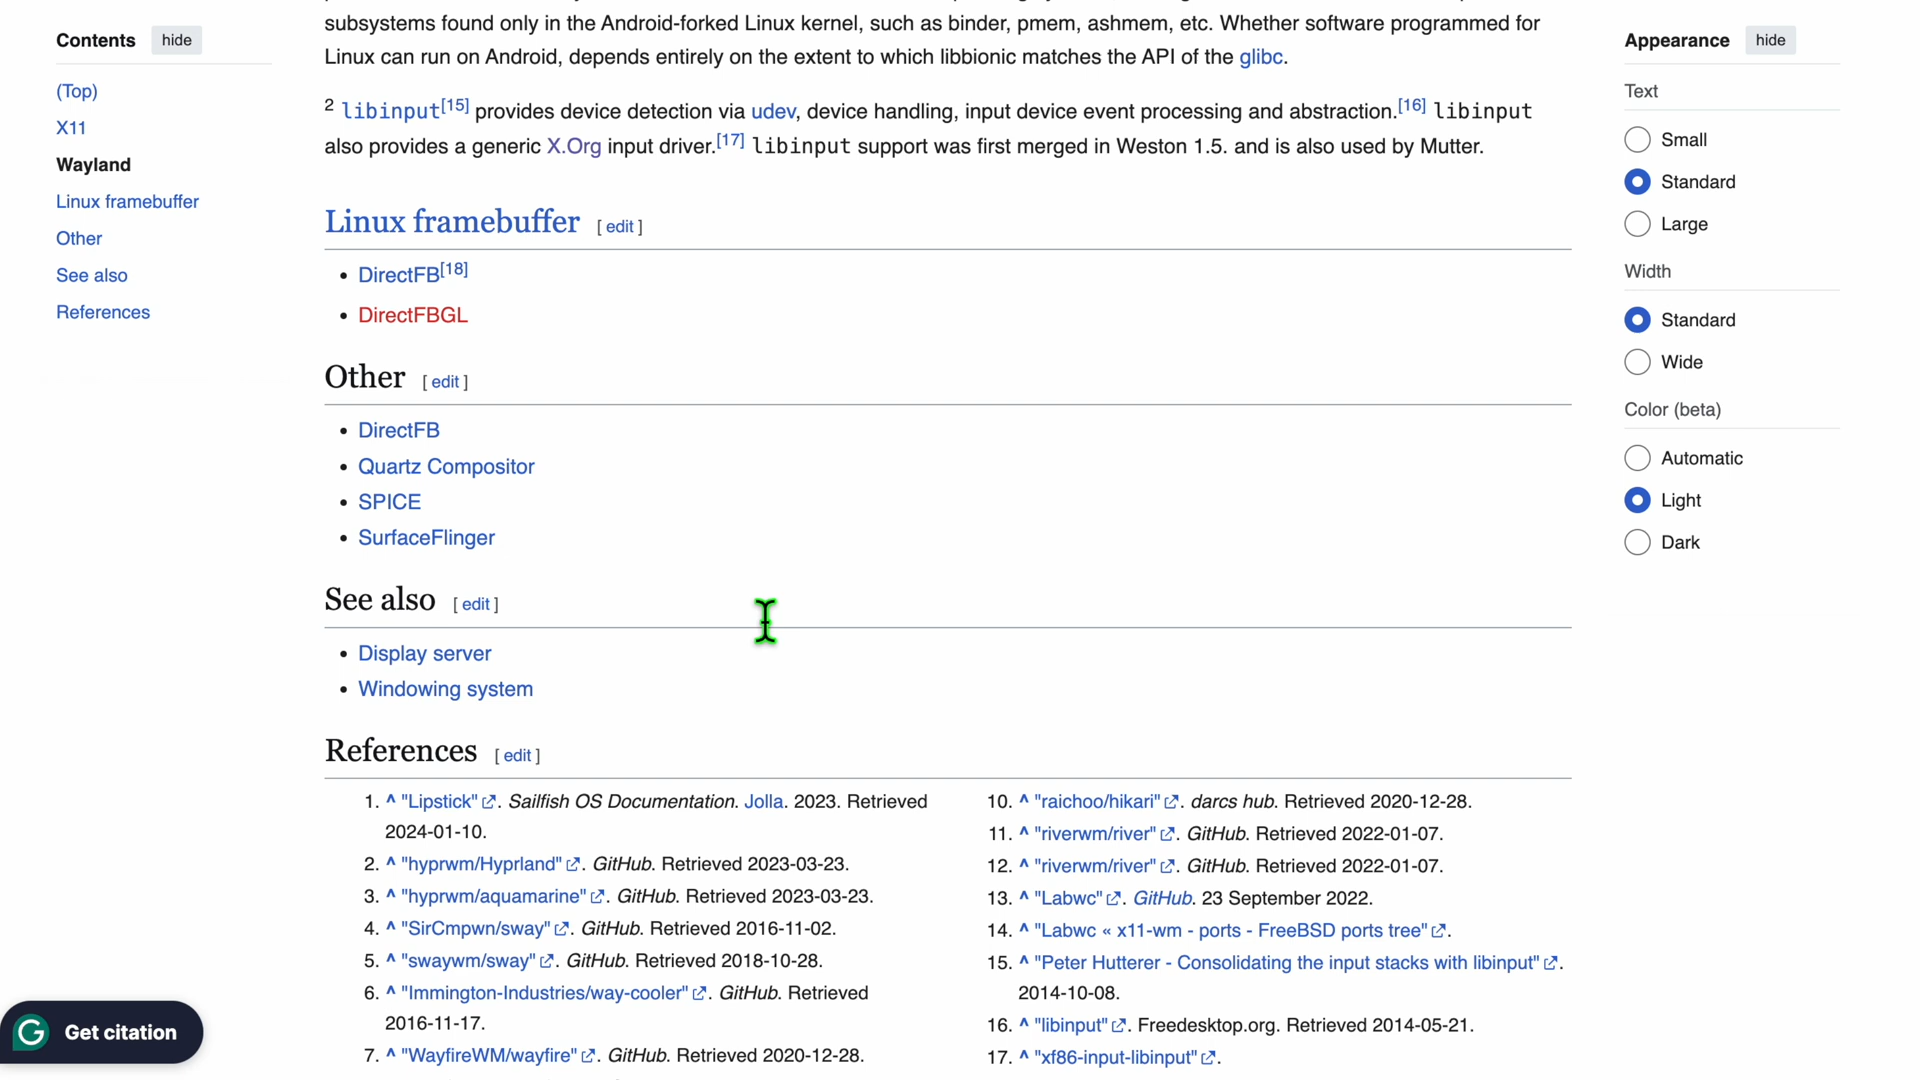 Contents hide
(Top)
X11
Wayland
Linux framebuffer
Other
See also
References
subsystems found only in the Android-forked Linux kernel, such as binder, pmem, ashmem, etc. Whether software programmed for
Linux can run on Android, depends entirely on the extent to which libbionic matches the API of the glibc.
2 libinput[15] provides device detection via udev, device handling, input device event processing and abstraction.[16] libinput
also provides a generic X.Org input driver.[17] libinput support was first merged in Weston 1.5. and is also used by Mutter.
Linux framebuffer [ edit ]
• DirectFB[18]
• DirectFBGL
Other [ edit ]
• DirectFB
• Quartz Compositor
• SPICE
• SurfaceFlinger
See also [ edit ]
• Display server
• Windowing system
References [ edit ]
1. ^ "Lipstick". Sailfish OS Documentation. Jolla. 2023. Retrieved
2024-01-10.
2. ^ "hyprwm/Hyprland". GitHub. Retrieved 2023-03-23.
3. ^ "hyprwm/aquamarine". GitHub. Retrieved 2023-03-23.
4. ^ "SirCmpwn/sway". GitHub. Retrieved 2016-11-02.
5. ^ "swaywm/sway". GitHub. Retrieved 2018-10-28.
6. ^ "Immington-Industries/way-cooler". GitHub. Retrieved
2016-11-17.
7. ^ "WayfireWM/wayfire". GitHub. Retrieved 2020-12-28.
10. ^ "raichoo/hikari". darcs hub. Retrieved 2020-12-28.
11. ^ "riverwm/river". GitHub. Retrieved 2022-01-07.
12. ^ "riverwm/river". GitHub. Retrieved 2022-01-07.
13. ^ "Labwc". GitHub. 23 September 2022.
14. ^ "Labwc « x11-wm - ports - FreeBSD ports tree".
15. ^ "Peter Hutterer - Consolidating the input stacks with libinput".
2014-10-08.
16. ^ "libinput". Freedesktop.org. Retrieved 2014-05-21.
17. ^ "xf86-input-libinput".
Appearance hide
Text
Small
Standard
Large
Width
Standard
Wide
Color (beta)
Automatic
Light
Dark
Get citation